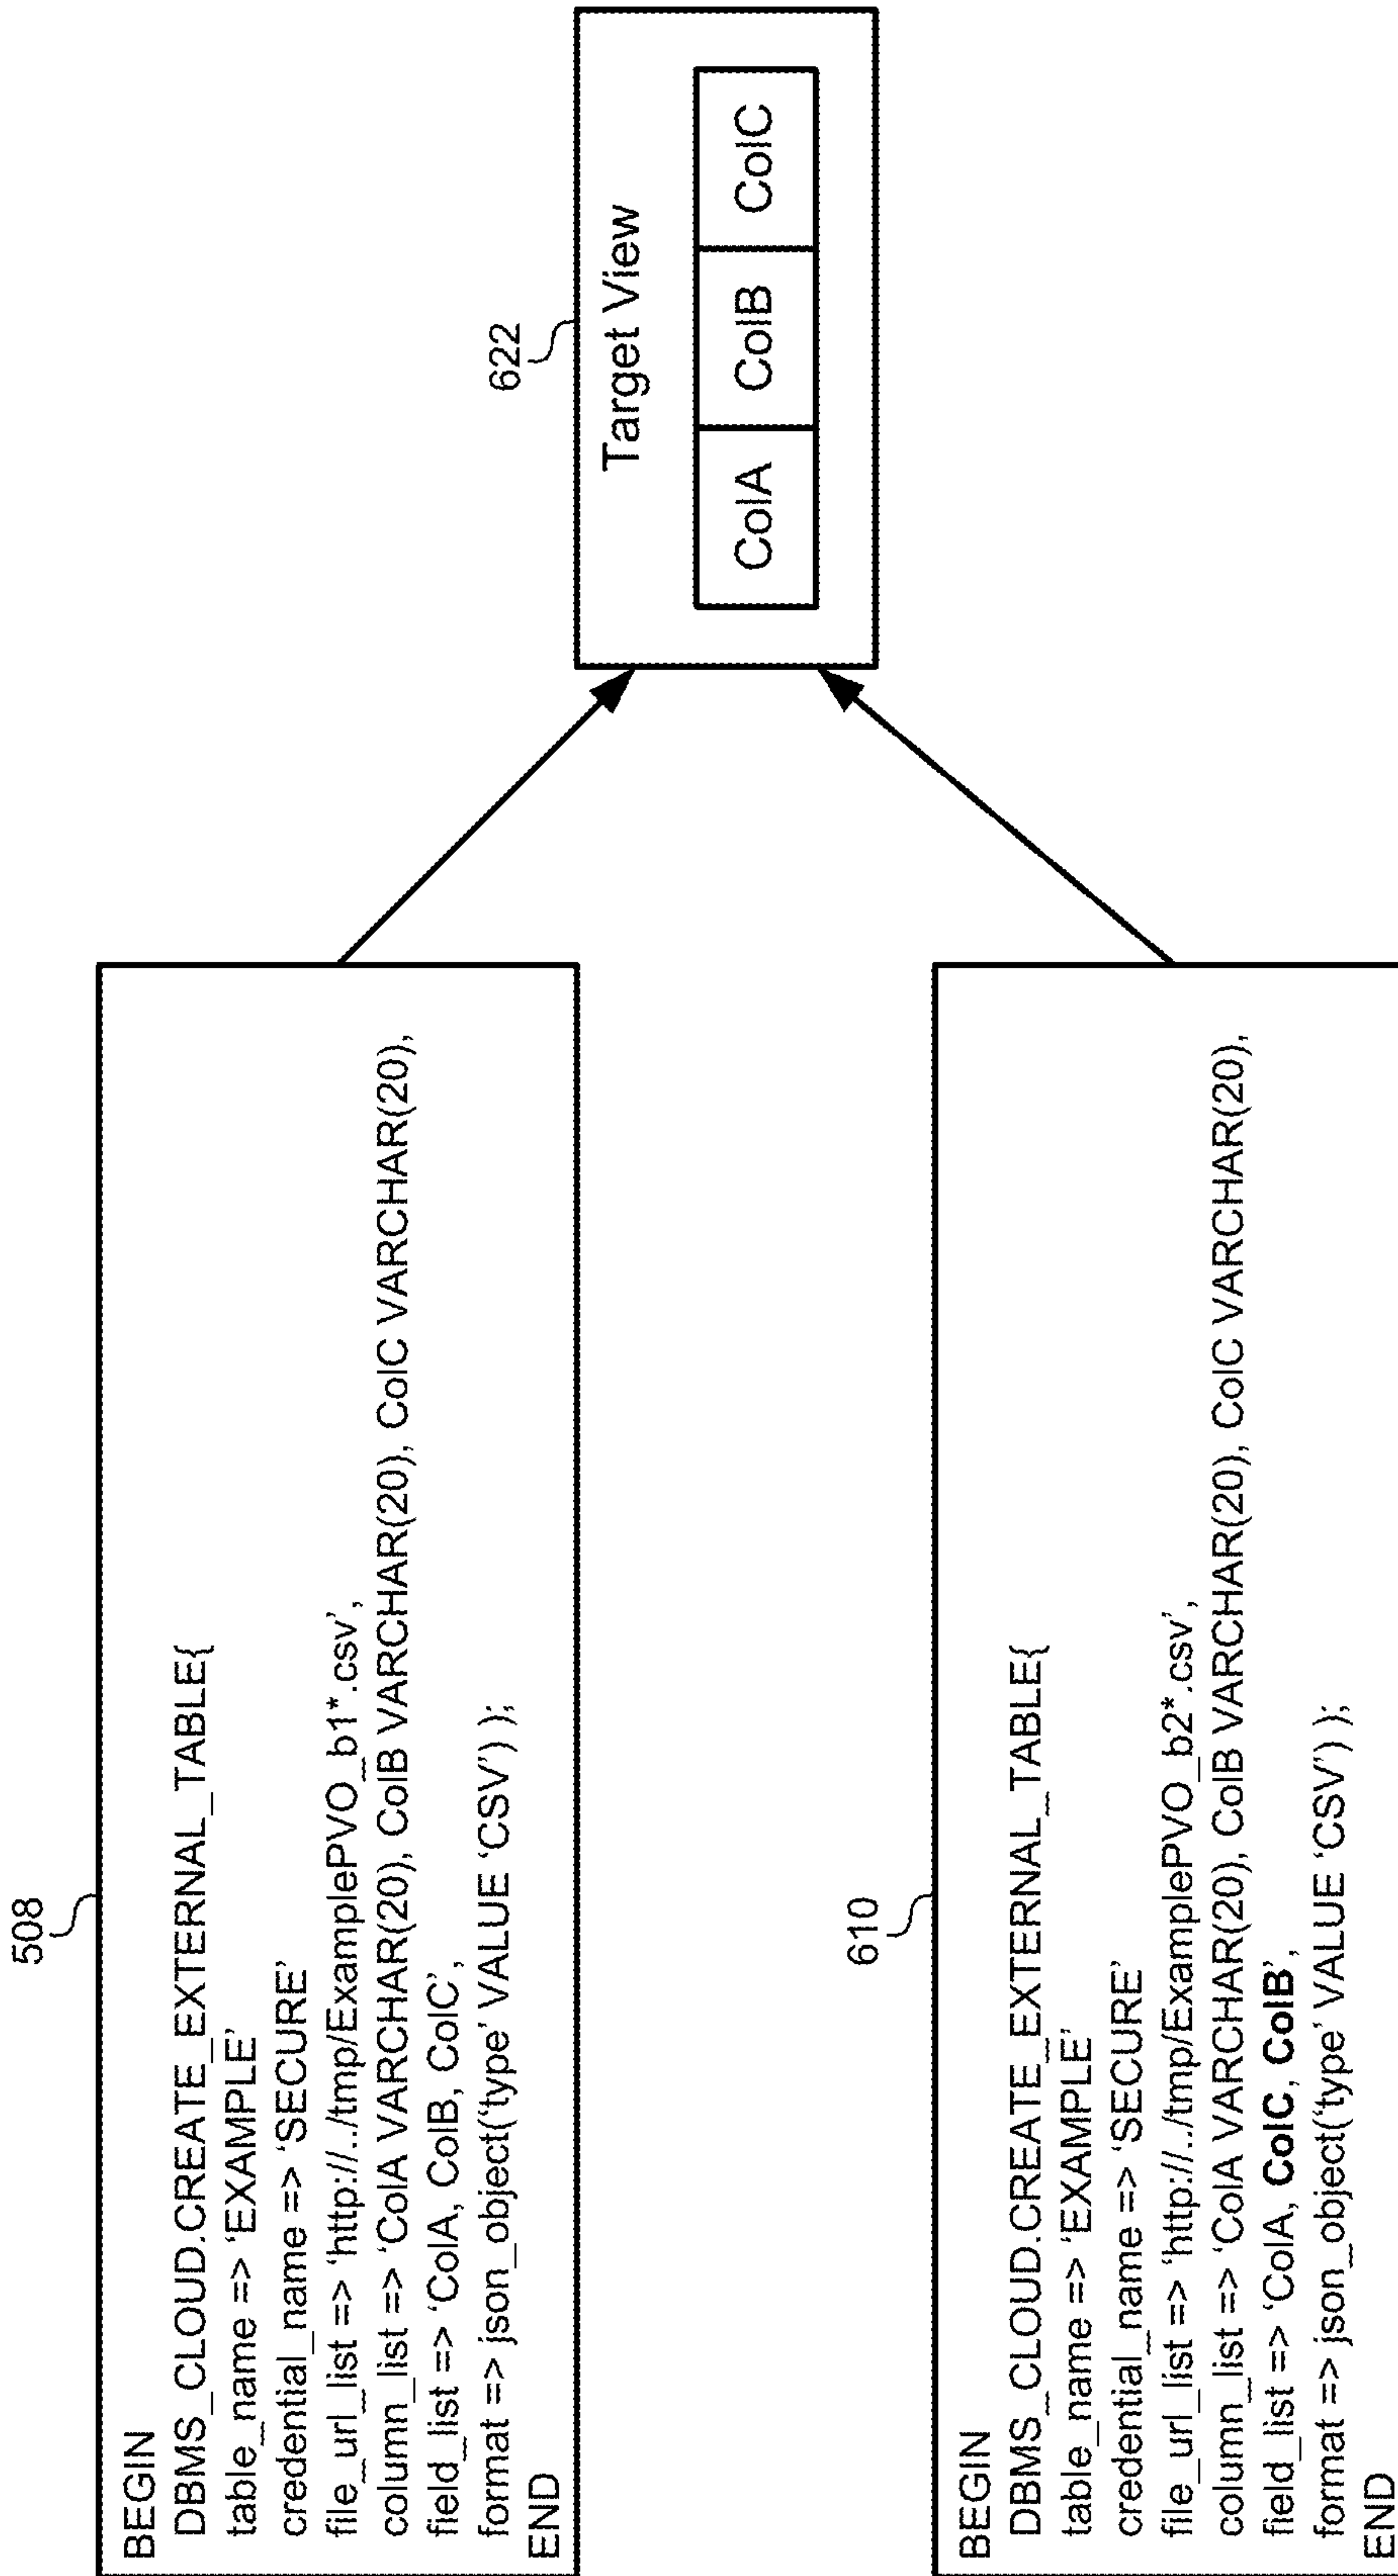 508
BEGIN
DBMS_CLOUD.CREATE_EXTERNAL_TABLE{
table_name => ‘EXAMPLE’
credential_name => ‘SECURE’
file_url_list => ‘http://../tmp/ExamplePVO_b1*.csv’,
column_list => ‘ColA VARCHAR(20), ColB VARCHAR(20), ColC VARCHAR(20),
field_list => ‘ColA, ColB, ColC’,
format => json_object(‘type’ VALUE ‘CSV’) );
END
610
BEGIN
DBMS_CLOUD.CREATE_EXTERNAL_TABLE{
table_name => ‘EXAMPLE’
credential_name => ‘SECURE’
file_url_list => ‘http://../tmp/ExamplePVO_b2*.csv’,
column_list => ‘ColA VARCHAR(20), ColB VARCHAR(20), ColC VARCHAR(20),
field_list => ‘ColA, ColC, ColB’,
format => json_object(‘type’ VALUE ‘CSV’) );
END
622
Target View
ColA ColB ColC